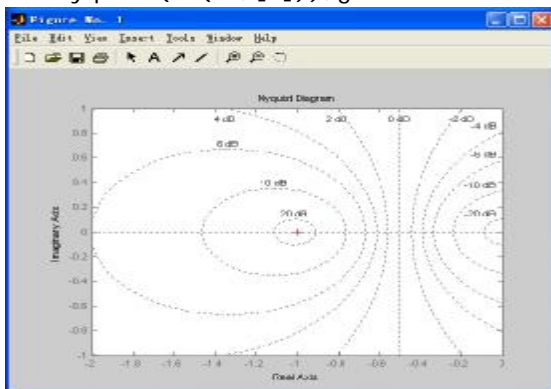 Figure No. 1
File Edit View Insert Tools Window Help
Nyquist Diagram
4 dB 2 dB 0 dB -2 dB
-4 dB
6 dB
-6 dB
10 dB
-10 dB
20 dB
-20 dB
1
0.8
0.6
0.4
0.2
0
-0.2
-0.4
-0.6
-0.8
-1
Imaginary Axis
-2 -1.8 -1.6 -1.4 -1.2 -1 -0.8 -0.6 -0.4 -0.2 0
Real Axis